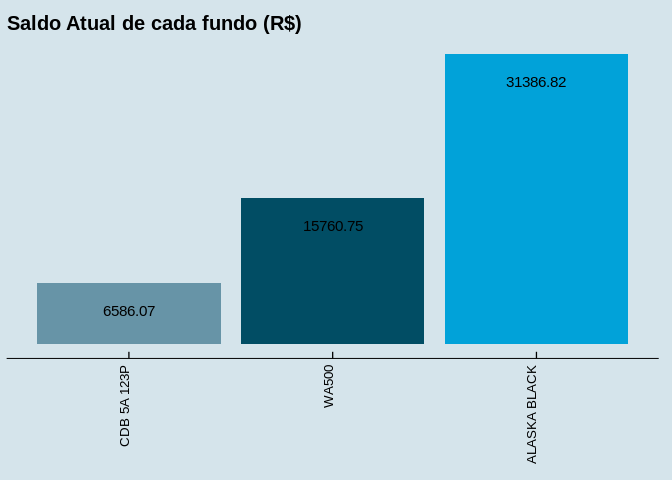 Saldo Atual de cada fundo (R$)
31386.82
15760.75
6586.07
CDB 5A 123P
WA500
ALASKA BLACK